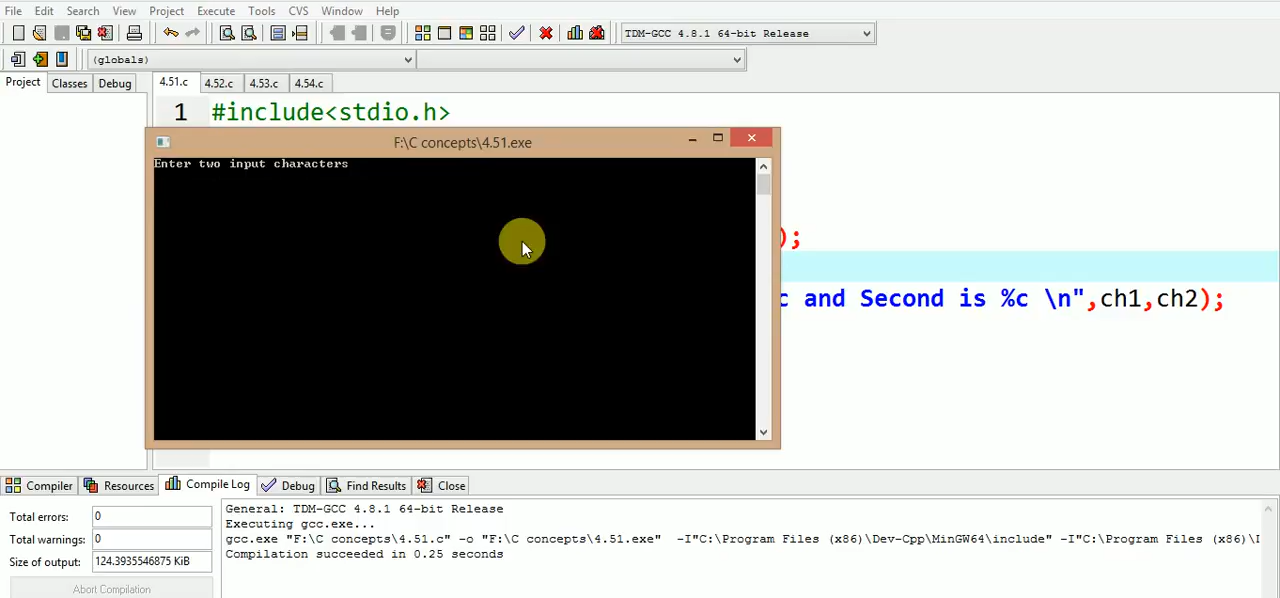 File Edit Search View Project Execute Tools CVS Window Help
TDM-GCC 4.8.1 64-bit Release
(globals)
Project Classes Debug 4.51.c 4.52.c 4.53.c 4.54.c
1 #include<stdio.h>
F:\C concepts\4.51.exe
Enter two input characters
);
c and Second is %c \n",ch1,ch2);
Compiler Resources Compile Log Debug Find Results Close
Total errors: 0
Total warnings: 0
Size of output: 124.3935546875 KiB
Abort Compilation
General: TDM-GCC 4.8.1 64-bit Release
Executing gcc.exe...
gcc.exe "F:\C concepts\4.51.c" -o "F:\C concepts\4.51.exe" -I"C:\Program Files (x86)\Dev-Cpp\MinGW64\include" -I"C:\Program Files (x86)\
Compilation succeeded in 0.25 seconds